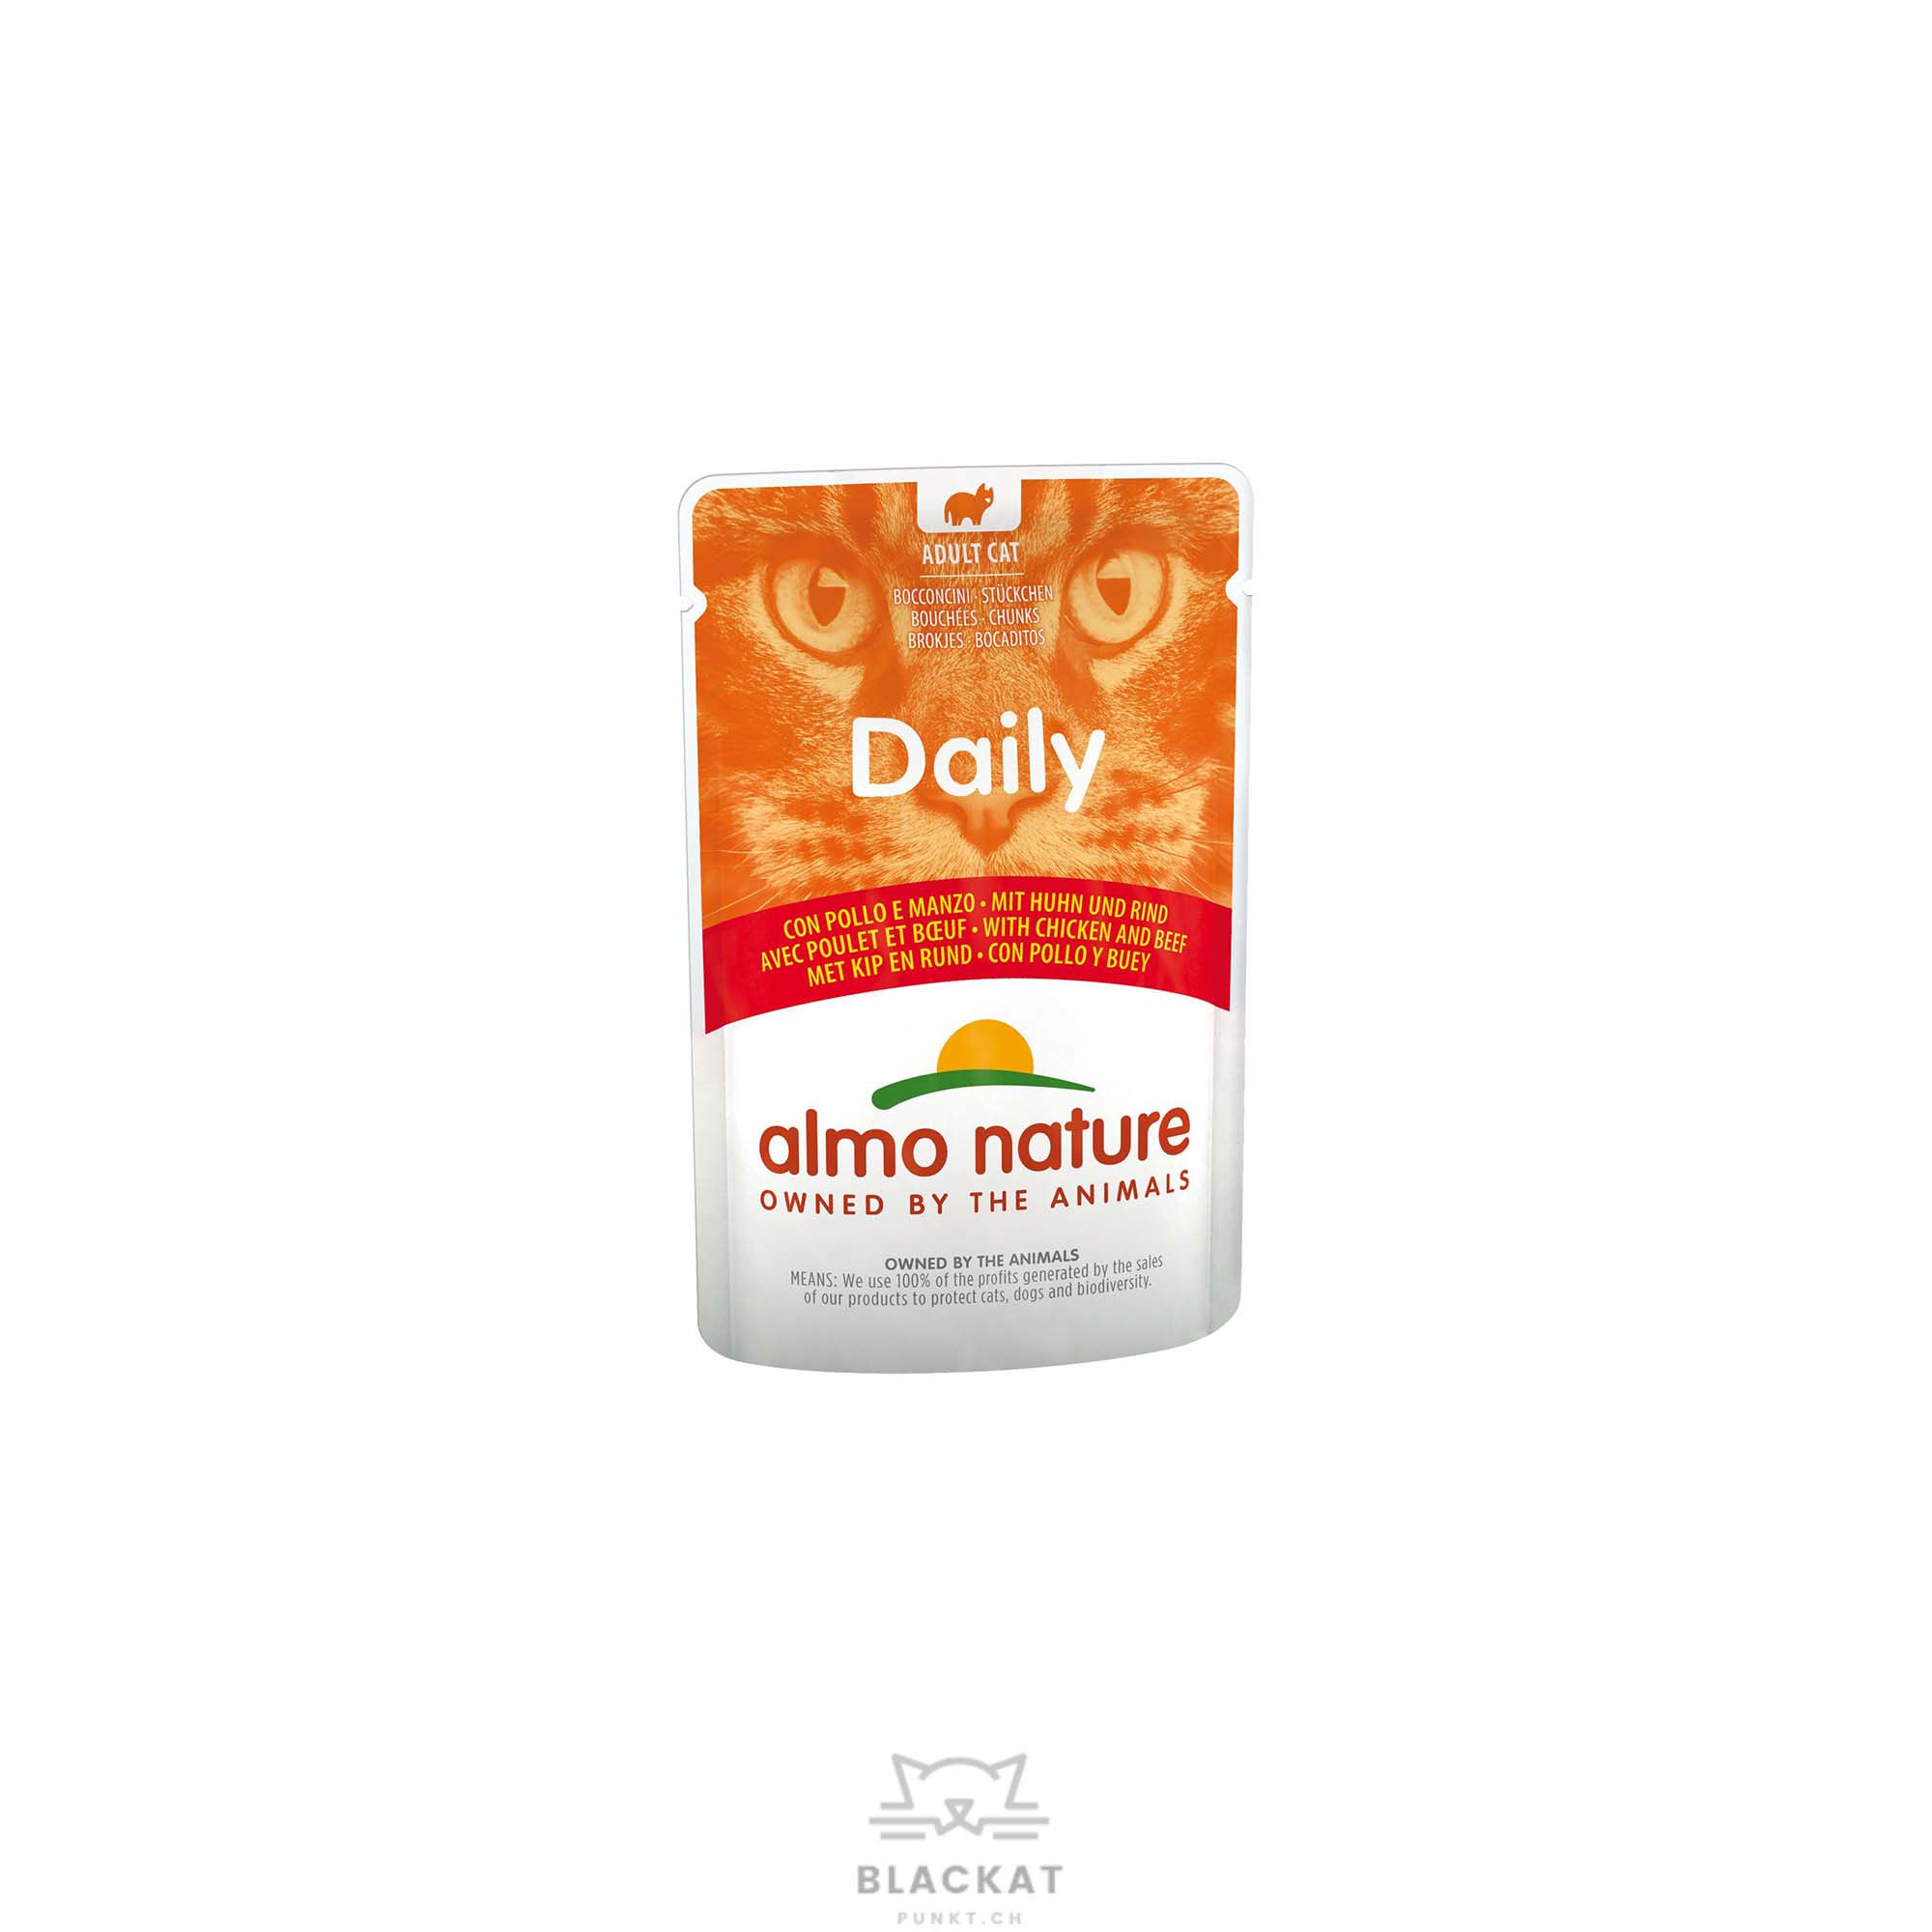 ADULT CAT
BOCCONCINI · STÜCKCHEN
BOUCHÉES · CHUNKS
BROKJES · BOCADITOS
Daily
CON POLLO E MANZO • MIT HUHN UND RIND
AVEC POULET ET BŒUF • WITH CHICKEN AND BEEF
MET KIP EN RUND • CON POLLO Y BUEY
almo nature
OWNED BY THE ANIMALS
OWNED BY THE ANIMALS
MEANS: We use 100% of the profits generated by the sales
of our products to protect cats, dogs and biodiversity.
BLACKAT
PUNKT.CH